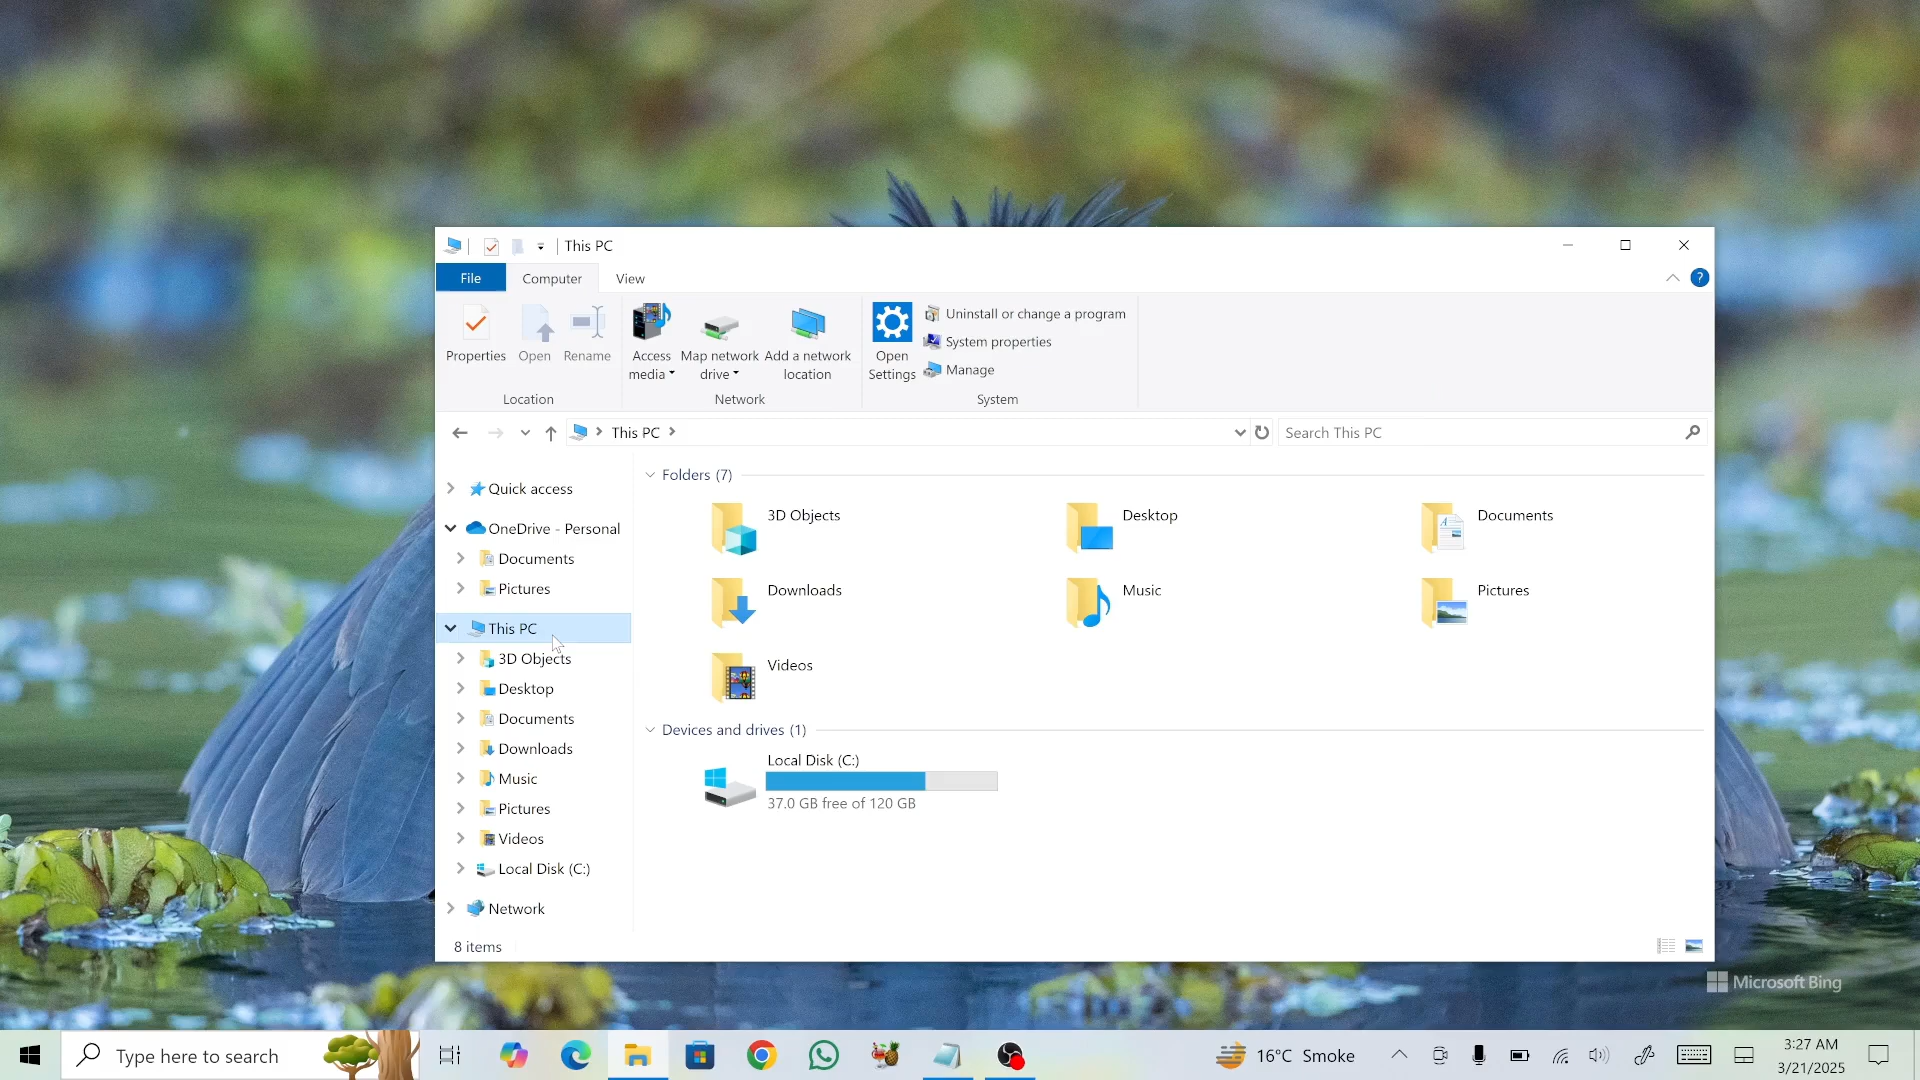 This PC
File
Computer
View
?
Properties
Open
Rename
Access media
Map network drive
Add a network location
Open Settings
Uninstall or change a program
System properties
Manage
Location
Network
System
This PC
Search This PC
Quick access
OneDrive - Personal
Documents
Pictures
This PC
3D Objects
Desktop
Documents
Downloads
Music
Pictures
Videos
Local Disk (C:)
Network
Folders (7)
3D Objects
Desktop
Documents
Downloads
Music
Pictures
Videos
Devices and drives (1)
Local Disk (C:)
37.0 GB free of 120 GB
8 items
Microsoft Bing
Type here to search
16°C Smoke
3:27 AM
3/21/2025